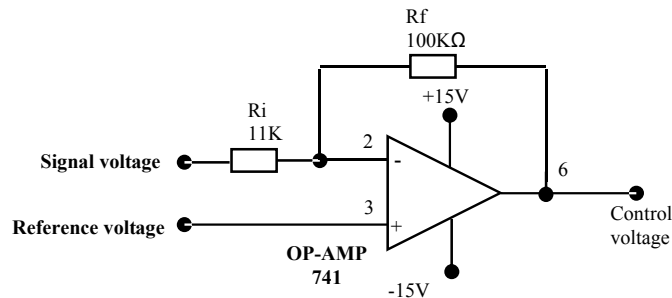 Rf
100KΩ
+15V
Ri
11K
2
-
Signal voltage
6
3
Reference voltage
+
Control
voltage
OP-AMP
741
-15V